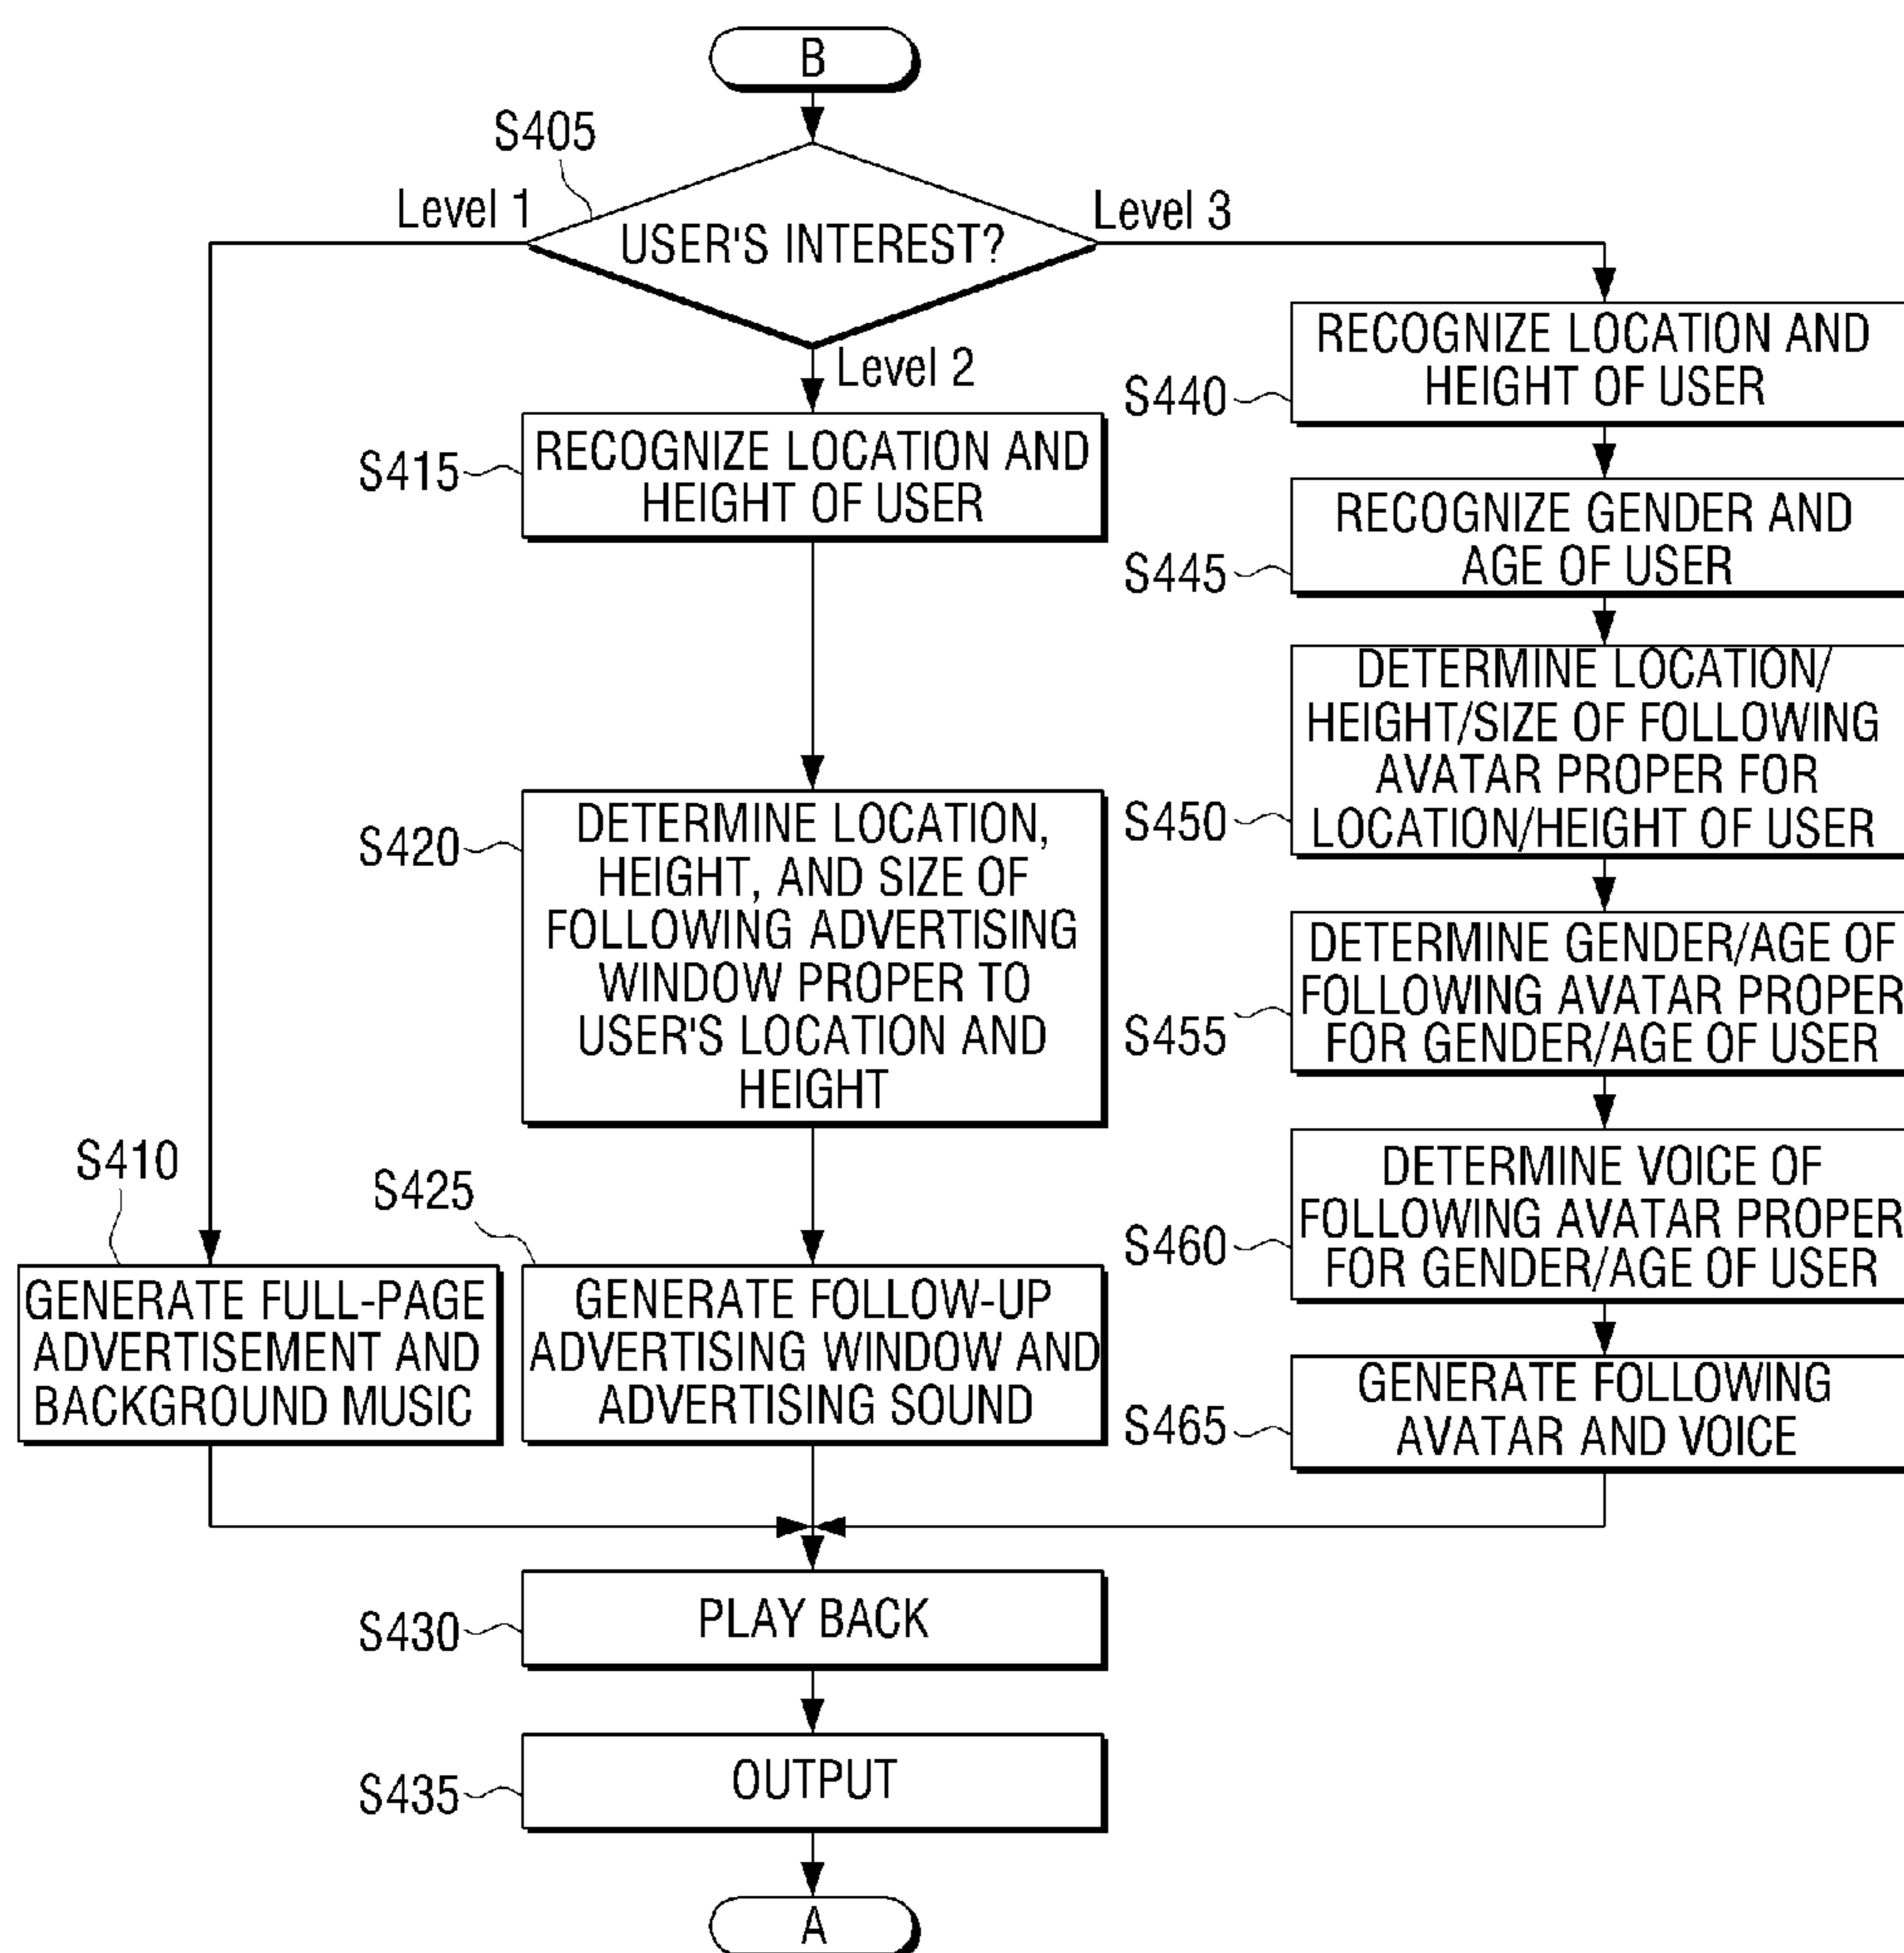 B
S405
Level 1
USER'S INTEREST?
Level 3
Level 2
S415
RECOGNIZE LOCATION AND
HEIGHT OF USER
S420
DETERMINE LOCATION,
HEIGHT, AND SIZE OF
FOLLOWING ADVERTISING
WINDOW PROPER TO
USER'S LOCATION AND
HEIGHT
S410
GENERATE FULL-PAGE
ADVERTISEMENT AND
BACKGROUND MUSIC
S425
GENERATE FOLLOW-UP
ADVERTISING WINDOW AND
ADVERTISING SOUND
S440
RECOGNIZE LOCATION AND
HEIGHT OF USER
S445
RECOGNIZE GENDER AND
AGE OF USER
S450
DETERMINE LOCATION/
HEIGHT/SIZE OF FOLLOWING
AVATAR PROPER FOR
LOCATION/HEIGHT OF USER
S455
DETERMINE GENDER/AGE OF
FOLLOWING AVATAR PROPER
FOR GENDER/AGE OF USER
S460
DETERMINE VOICE OF
FOLLOWING AVATAR PROPER
FOR GENDER/AGE OF USER
S465
GENERATE FOLLOWING
AVATAR AND VOICE
S430
PLAY BACK
S435
OUTPUT
A